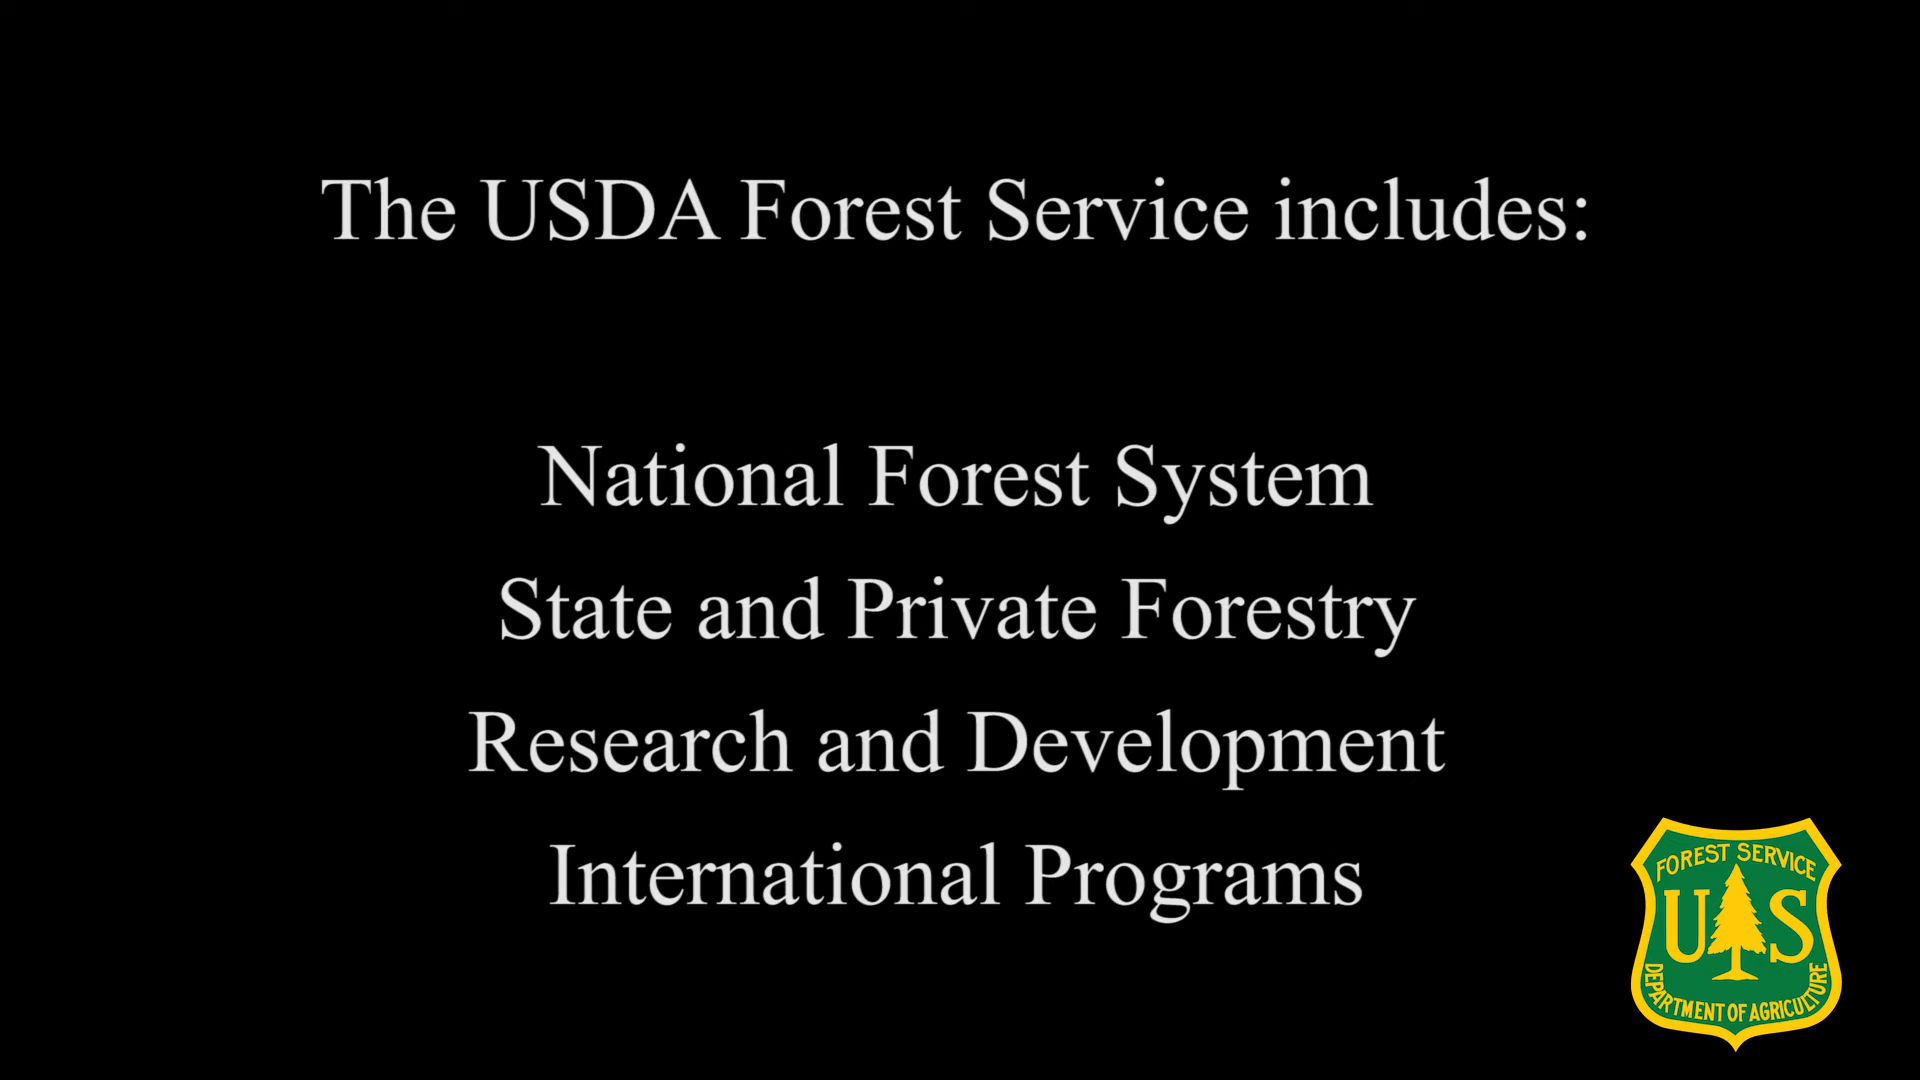 The USDA Forest Service includes:
National Forest System
State and Private Forestry
Research and Development
International Programs
FOREST SERVICE
U S
DEPARTMENT OF AGRICULTURE